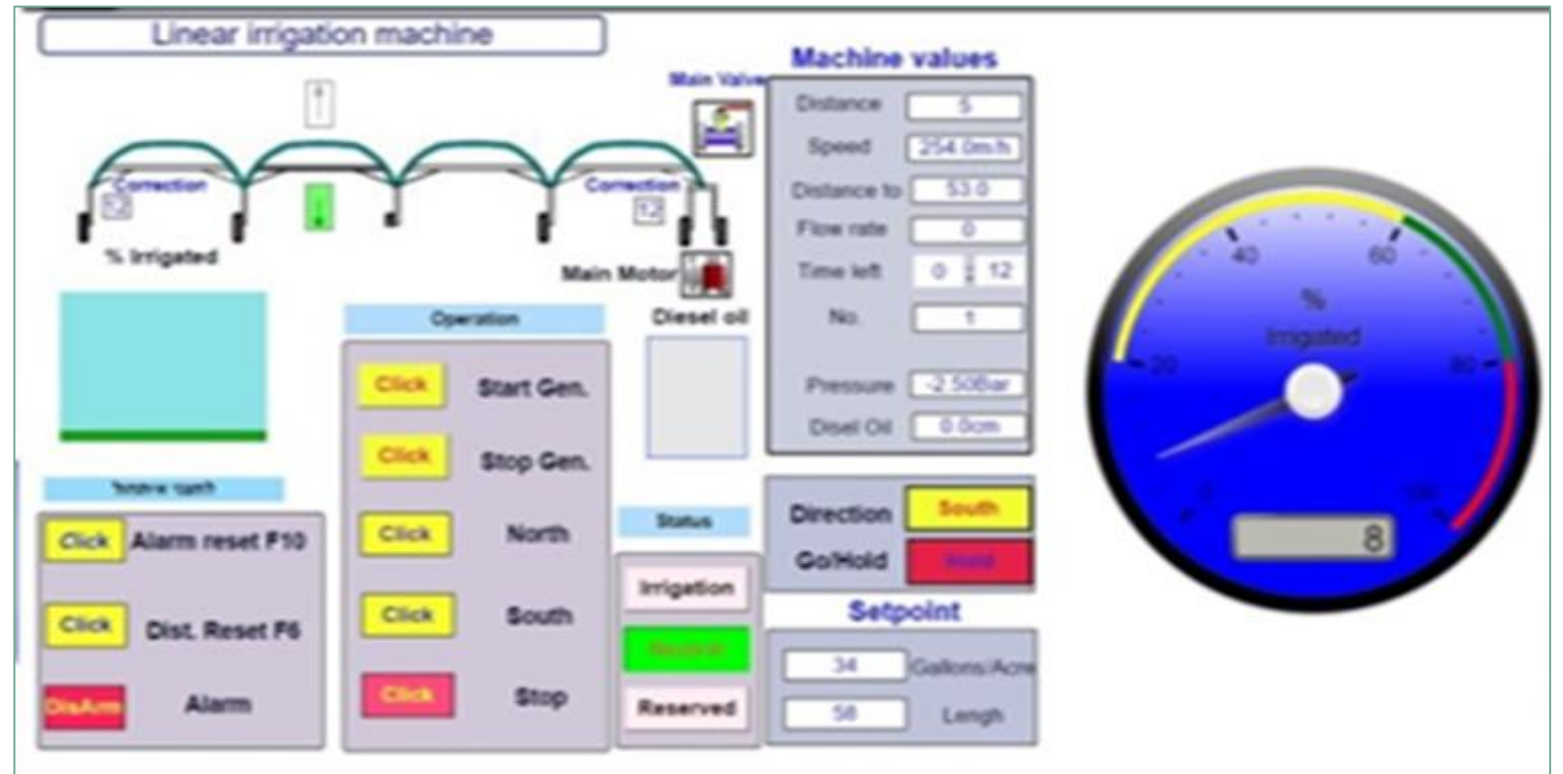 Linear irrigation machine
Main Valve
Correction
12
Correction
12
% Irrigated
Main Motor
Diesel oil
Machine values
Distance 5
Speed 254.0m/h
Distance to 53.0
Flow rate 0
Time left 0 : 12
No. 1
Pressure -2.50Bar
Disel Oil 0.0cm
Operation
Click Start Gen.
Click Stop Gen.
Click North
Click South
Click Stop
Click Alarm reset F10
Click Dist. Reset F6
DisArm Alarm
Status
Irrigation
Neutral
Reserved
Direction South
Go/Hold Hold
Setpoint
34 Gallons/Acre
58 Lengh
0 20 40 60 80 100
%
Irrigated
8